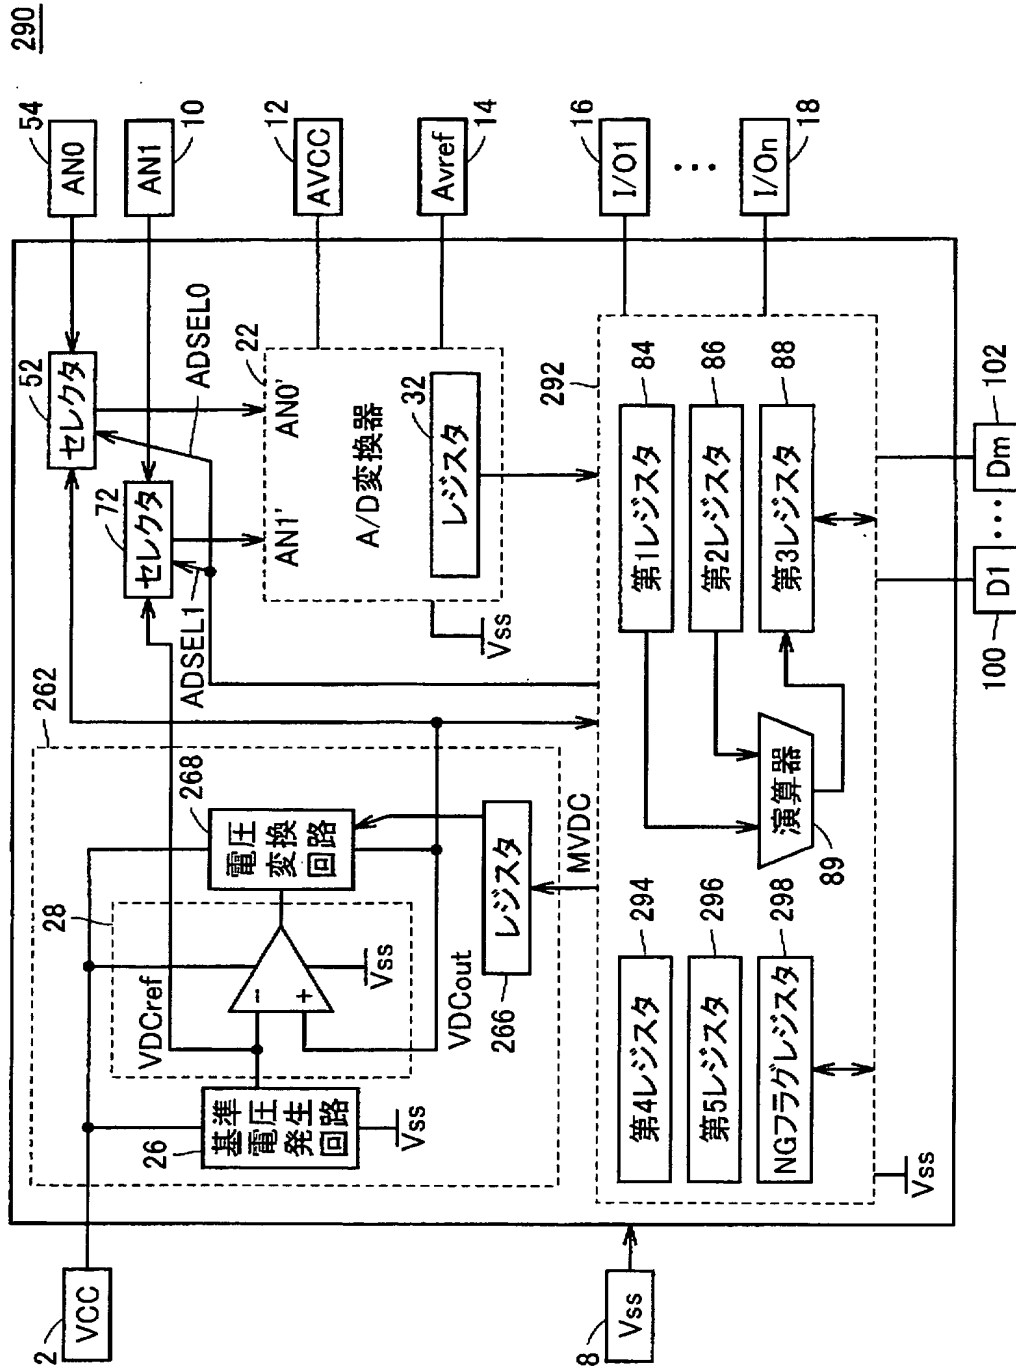 290
VCC
2
Vss
8
262
26
基準
電圧
発生
回路
Vss
28
VDCref
−
+
Vss
268
電圧
変換
回路
VDCout
266
レジスタ
MVDC
52
セレクタ
72
セレクタ
ADSEL0
ADSEL1
54
AN0
10
AN1
12
AVCC
14
Avref
22
AN1'
AN0'
A/D変換器
32
レジスタ
Vss
16
I/O1
...
18
I/On
292
第4レジスタ
294
第5レジスタ
296
NGフラグレジスタ
298
演算器
89
第1レジスタ
84
第2レジスタ
86
第3レジスタ
88
Vss
100
D1
...
Dm
102